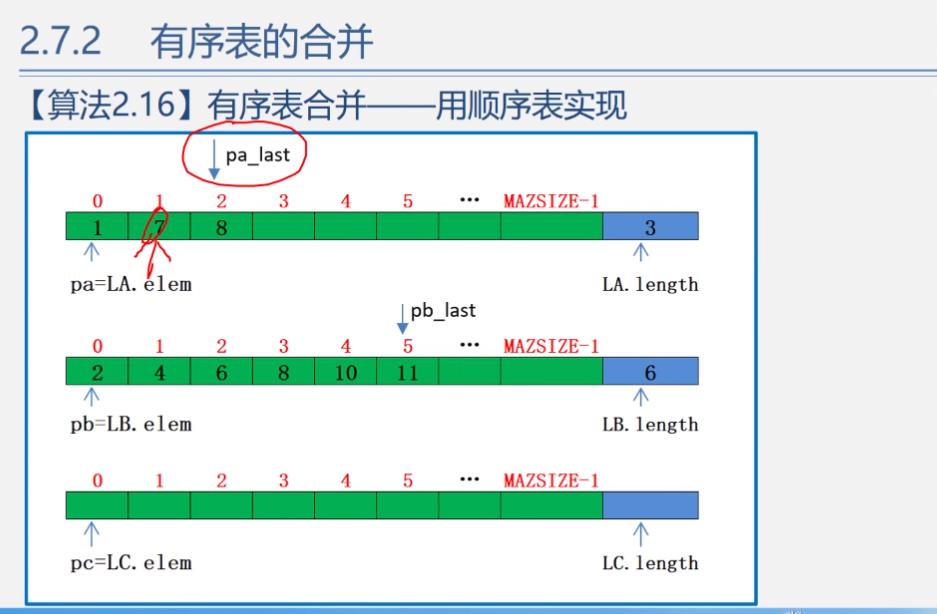 2.7.2 有序表的合并
【算法2.16】有序表合并——用顺序表实现
pa_last
0 1 2 3 4 5 ··· MAZSIZE-1
1 7 8 3
pa=LA.elem LA.length
pb_last
0 1 2 3 4 5 ··· MAZSIZE-1
2 4 6 8 10 11 6
pb=LB.elem LB.length
0 1 2 3 4 5 ··· MAZSIZE-1
pc=LC.elem LC.length